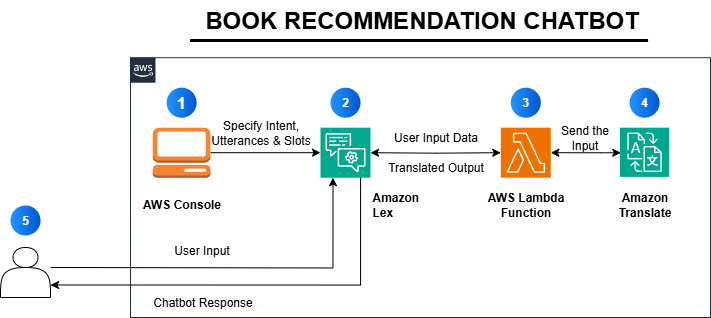 BOOK RECOMMENDATION CHATBOT
aws
1
2
3
4
Specify Intent,
Utterances & Slots
User Input Data
Translated Output
Send the
Input
AWS Console
Amazon
Lex
AWS Lambda
Function
Amazon
Translate
5
User Input
Chatbot Response